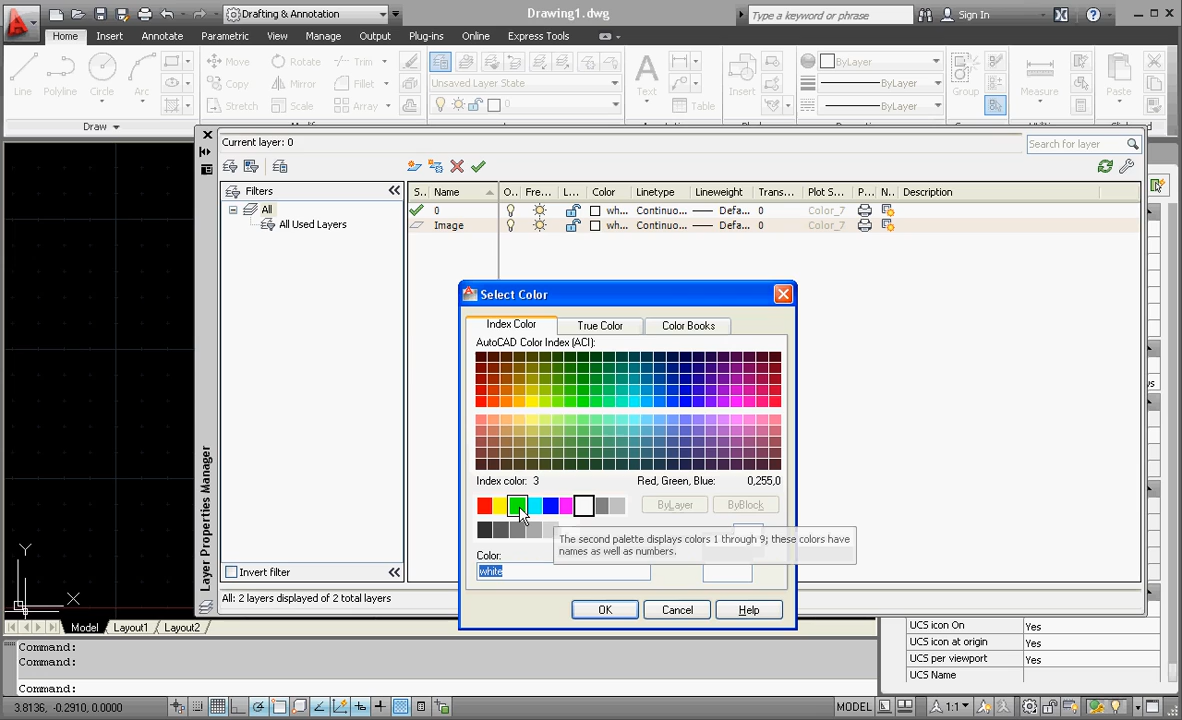 Drafting & Annotation
Drawing1.dwg
Type a keyword or phrase
Sign In
Home Insert Annotate Parametric View Manage Output Plug-ins Online Express Tools
Line Polyline Circle Arc
Move Rotate Trim
Copy Mirror Fillet
Stretch Scale Array
Unsaved Layer State
0
Text Table
Insert
ByLayer
ByLayer
ByLayer
Group Measure Paste
Draw
Current layer: 0
Search for layer
Filters
All
All Used Layers
S.. Name O.. Fre... L... Color Linetype Lineweight Trans... Plot S... P... N.. Description
0 wh... Continuo... Defa... 0 Color_7
Image wh... Continuo... Defa... 0 Color_7
Select Color
Index Color True Color Color Books
AutoCAD Color Index (ACI):
Index color: 3 Red, Green, Blue: 0,255,0
ByLayer ByBlock
The second palette displays colors 1 through 9; these colors have
names as well as numbers.
Color:
white
OK Cancel Help
Layer Properties Manager
Invert filter
All: 2 layers displayed of 2 total layers
Y
X
Model Layout1 Layout2
UCS icon On Yes
UCS icon at origin Yes
UCS per viewport Yes
UCS Name
Command:
Command:
Command:
3.8136, -0.2910, 0.0000
MODEL
1:1